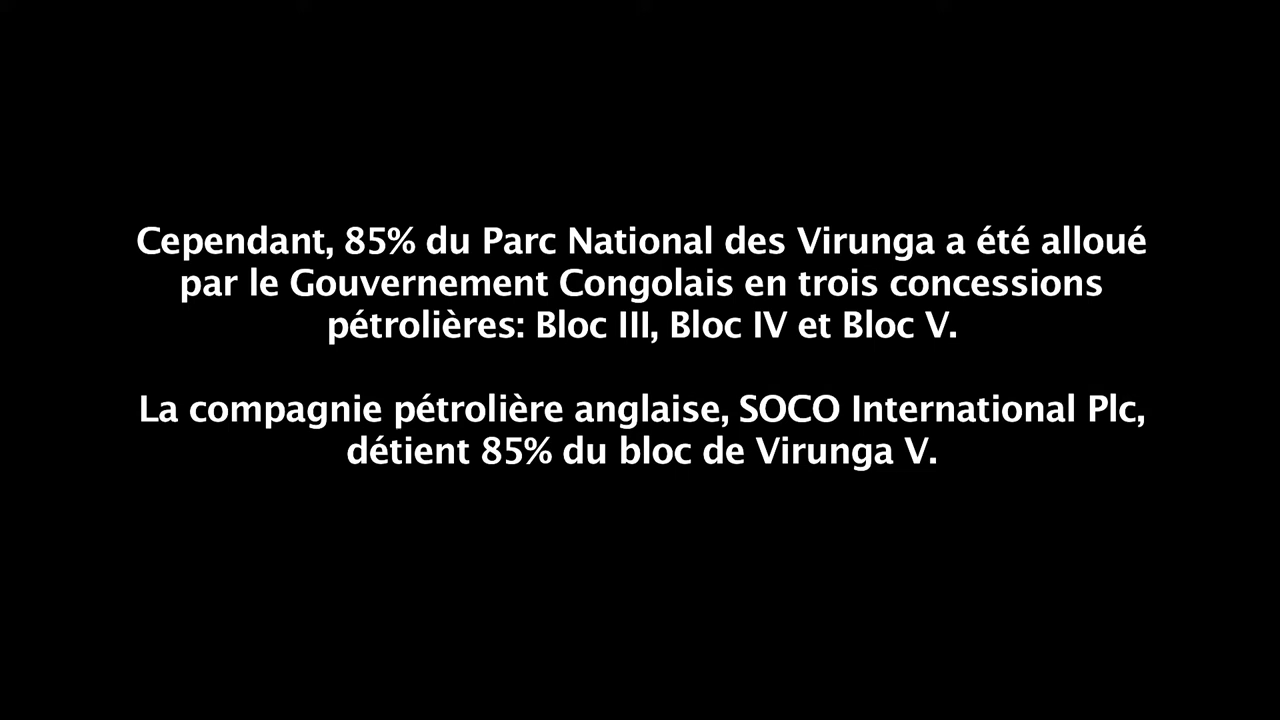 Cependant, 85% du Parc National des Virunga a été alloué
par le Gouvernement Congolais en trois concessions
pétrolières: Bloc III, Bloc IV et Bloc V.
La compagnie pétrolière anglaise, SOCO International Plc,
détient 85% du bloc de Virunga V.